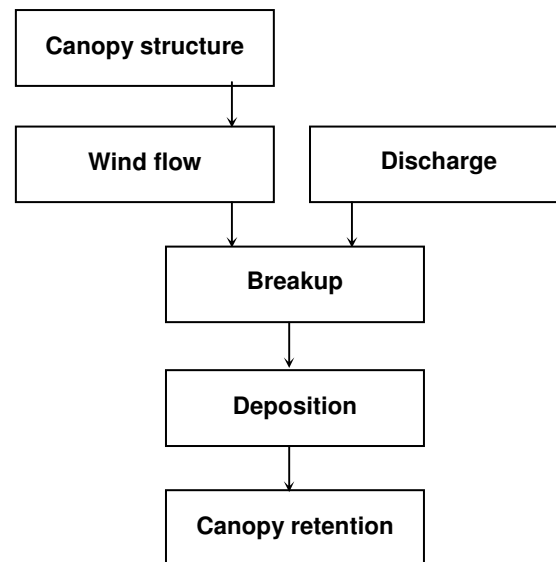 Canopy structure
Wind flow
Discharge
Breakup
Deposition
Canopy retention